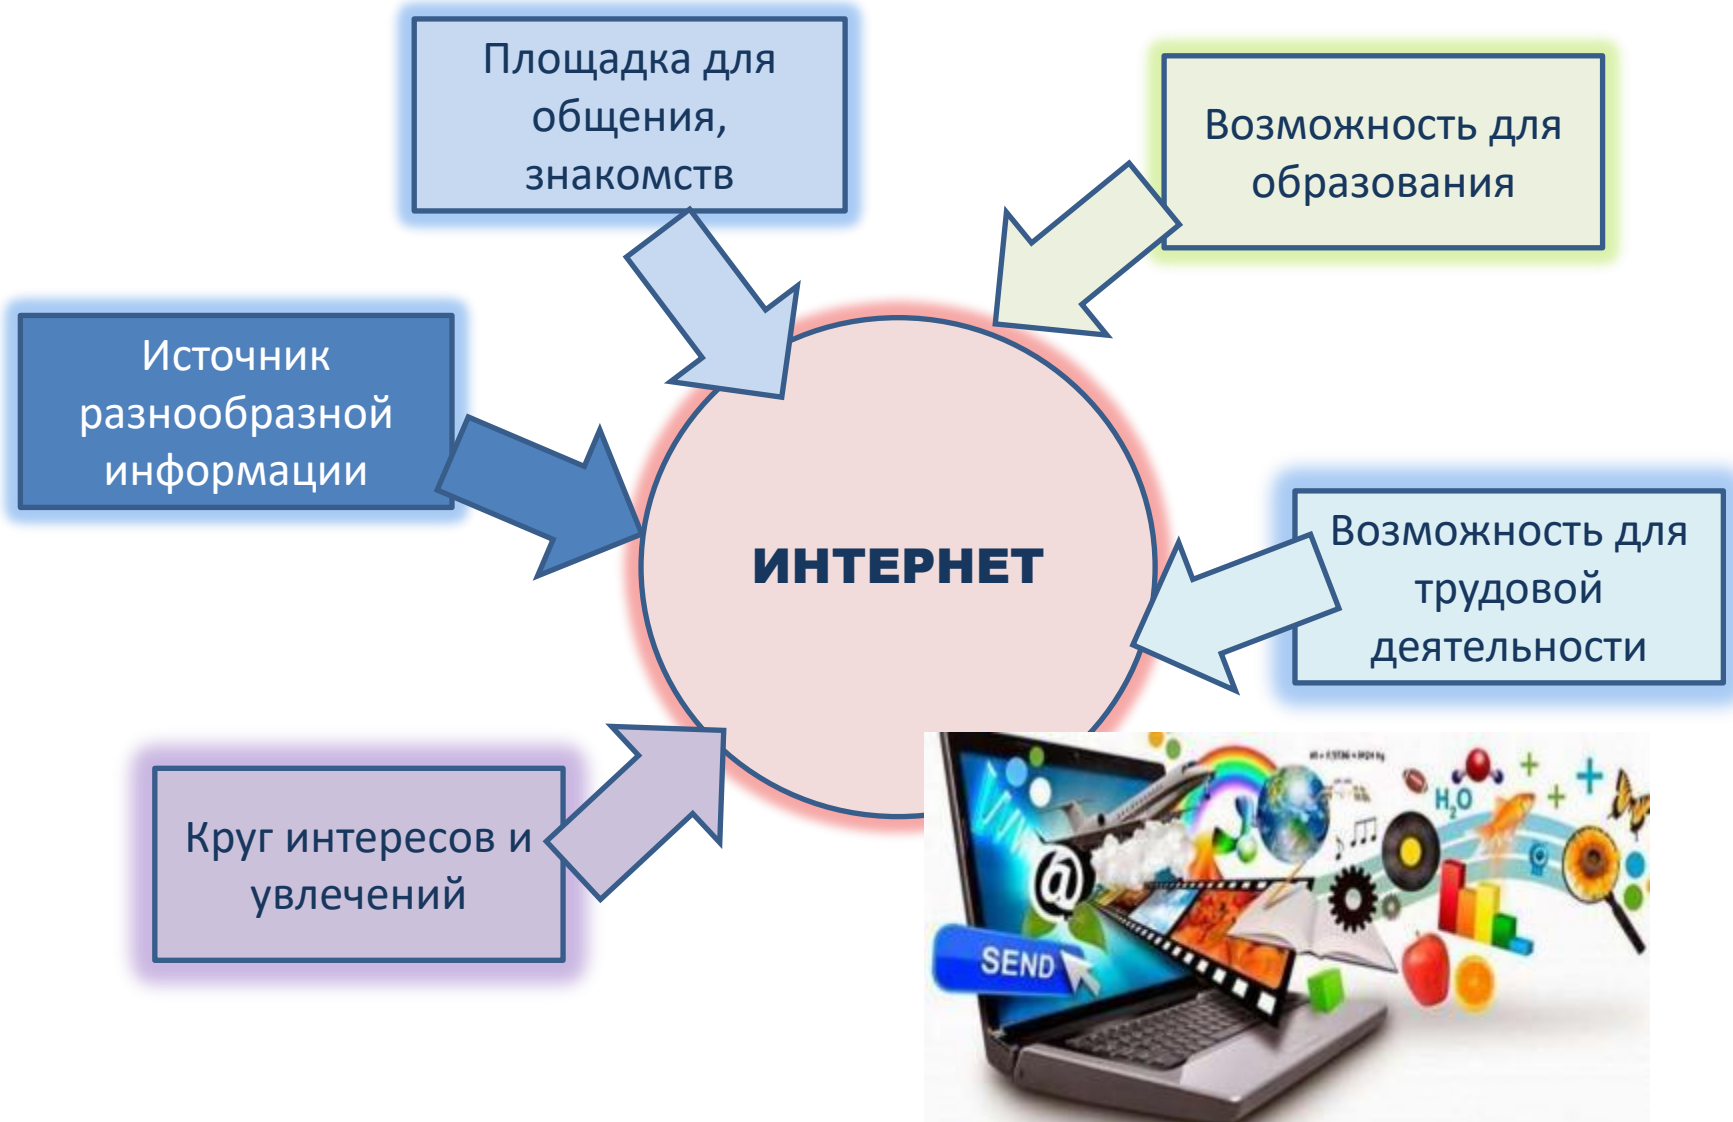 Площадка для
общения,
знакомств
Возможность для
образования
Источник
разнообразной
информации
ИНТЕРНЕТ
Возможность для
трудовой
деятельности
Круг интересов и
увлечений
H₂O
@
SEND